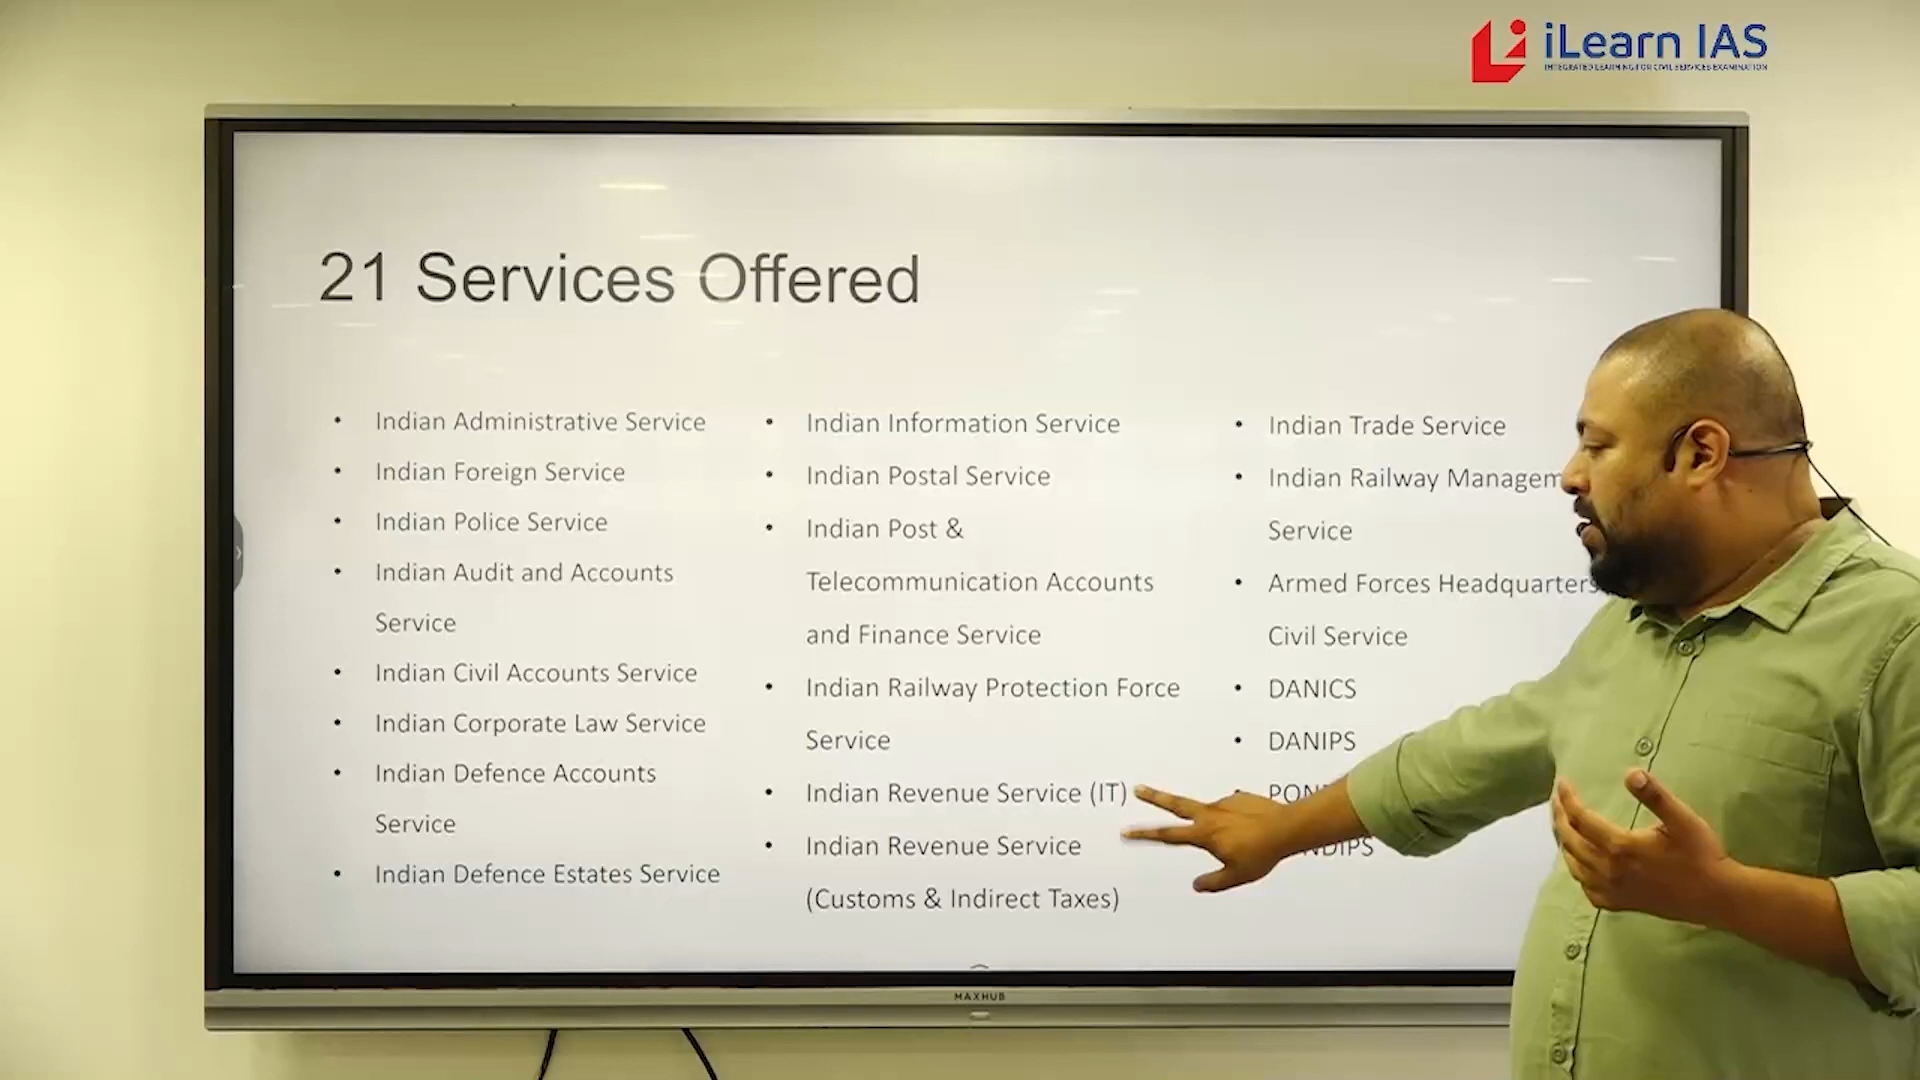 iLearn IAS
INTEGRATED LEARNING FOR CIVIL SERVICES EXAMINATION
21 Services Offered
• Indian Administrative Service
• Indian Foreign Service
• Indian Police Service
• Indian Audit and Accounts
Service
• Indian Civil Accounts Service
• Indian Corporate Law Service
• Indian Defence Accounts
Service
• Indian Defence Estates Service
• Indian Information Service
• Indian Postal Service
• Indian Post &
Telecommunication Accounts
and Finance Service
• Indian Railway Protection Force
Service
• Indian Revenue Service (IT)
• Indian Revenue Service
(Customs & Indirect Taxes)
• Indian Trade Service
• Indian Railway
Service
• Armed Forces Headquarters
Civil Service
• DANICS
• DANIPS
MAXHUB